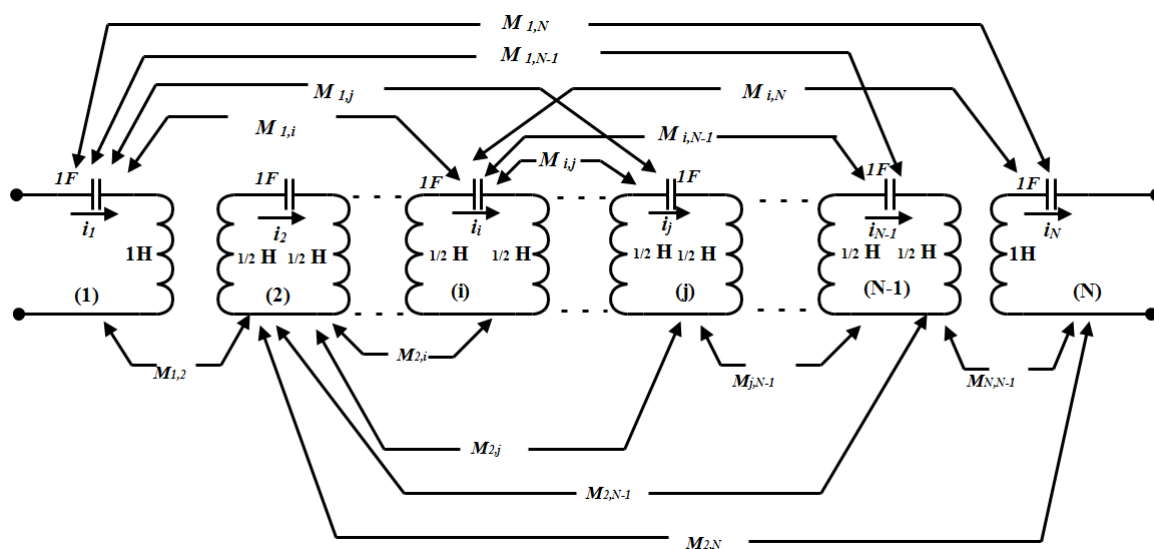 M 1,N
M 1,N-1
M 1,j
M i,N
M 1,i
M i,N-1
M i,j
1F 1F 1F 1F 1F 1F
i1 i2 ii ij iN-1 iN
1H 1/2 H 1/2 H 1/2 H 1/2 H 1/2 H 1/2 H 1/2 H 1/2 H 1H
(1) (2) (i) (j) (N-1) (N)
M2,i
M1,2 Mj,N-1 MN,N-1
M2,j
M2,N-1
M2,N